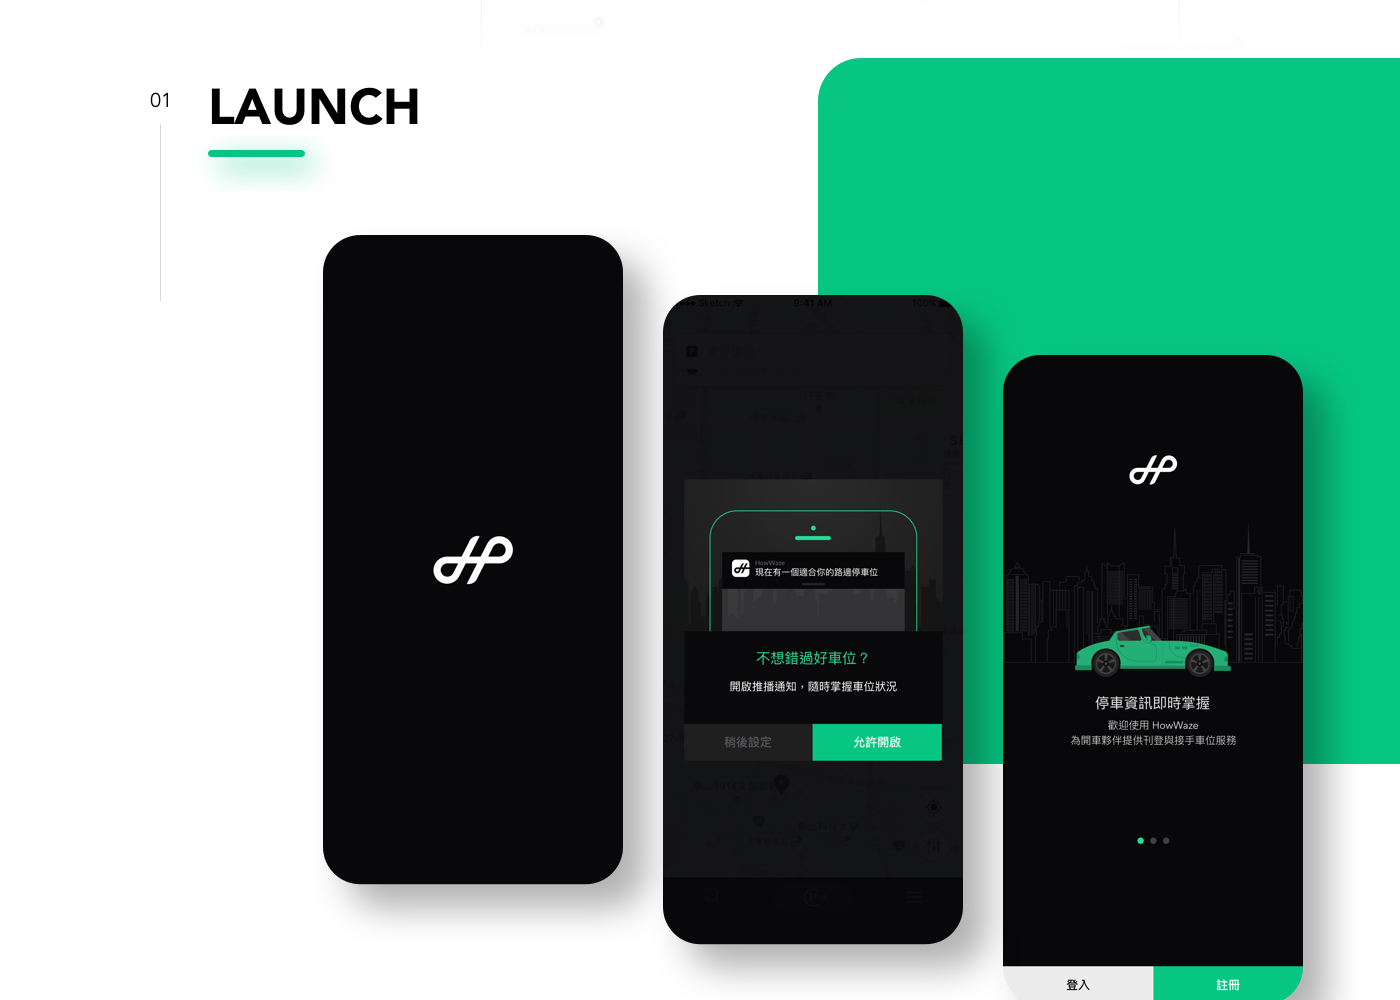 01
LAUNCH
Sketch
9:41 AM
100%
HowWaze
現在有一個適合你的路邊停車位
不想錯過好車位？
開啟推播通知，隨時掌握車位狀況
稍後設定
允許開啟
停車資訊即時掌握
歡迎使用 HowWaze
為開車夥伴提供刊登與接手車位服務
登入
註冊